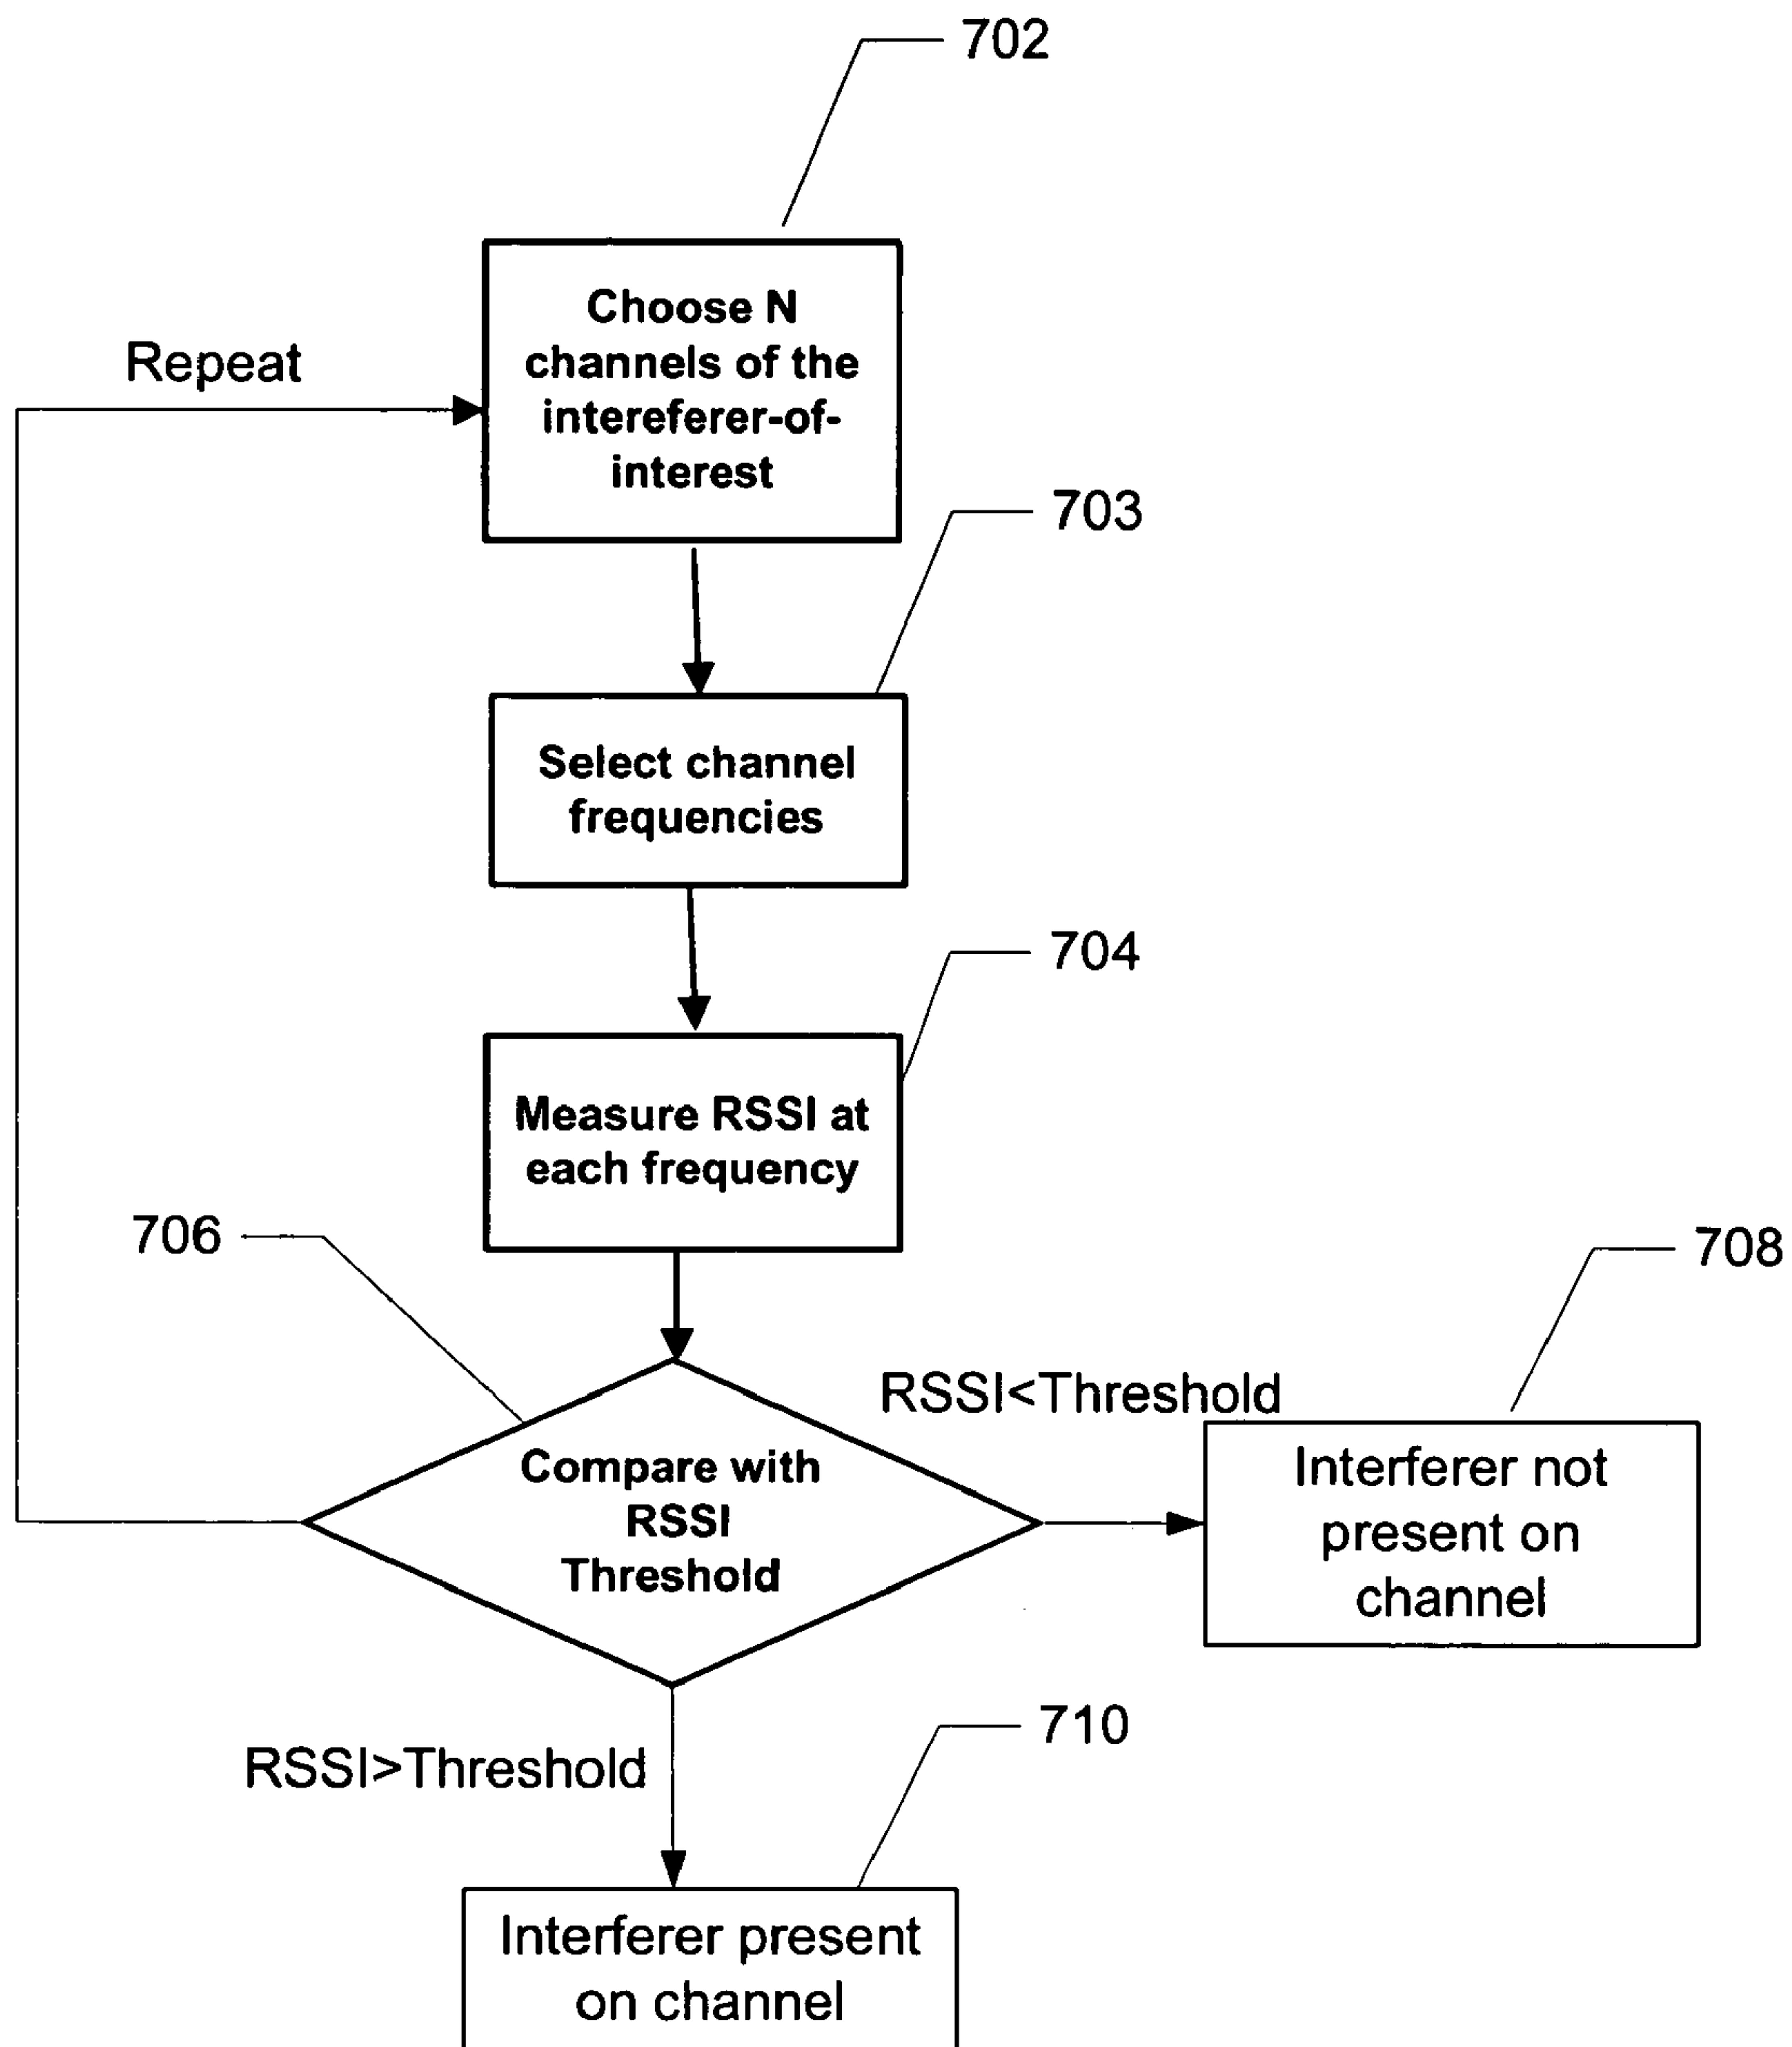 702
Choose N
channels of the
intereferer-of-
interest
Repeat
703
Select channel
frequencies
704
Measure RSSI at
each frequency
706
708
RSSI<Threshold
Compare with
RSSI
Threshold
Interferer not
present on
channel
710
RSSI>Threshold
Interferer present
on channel